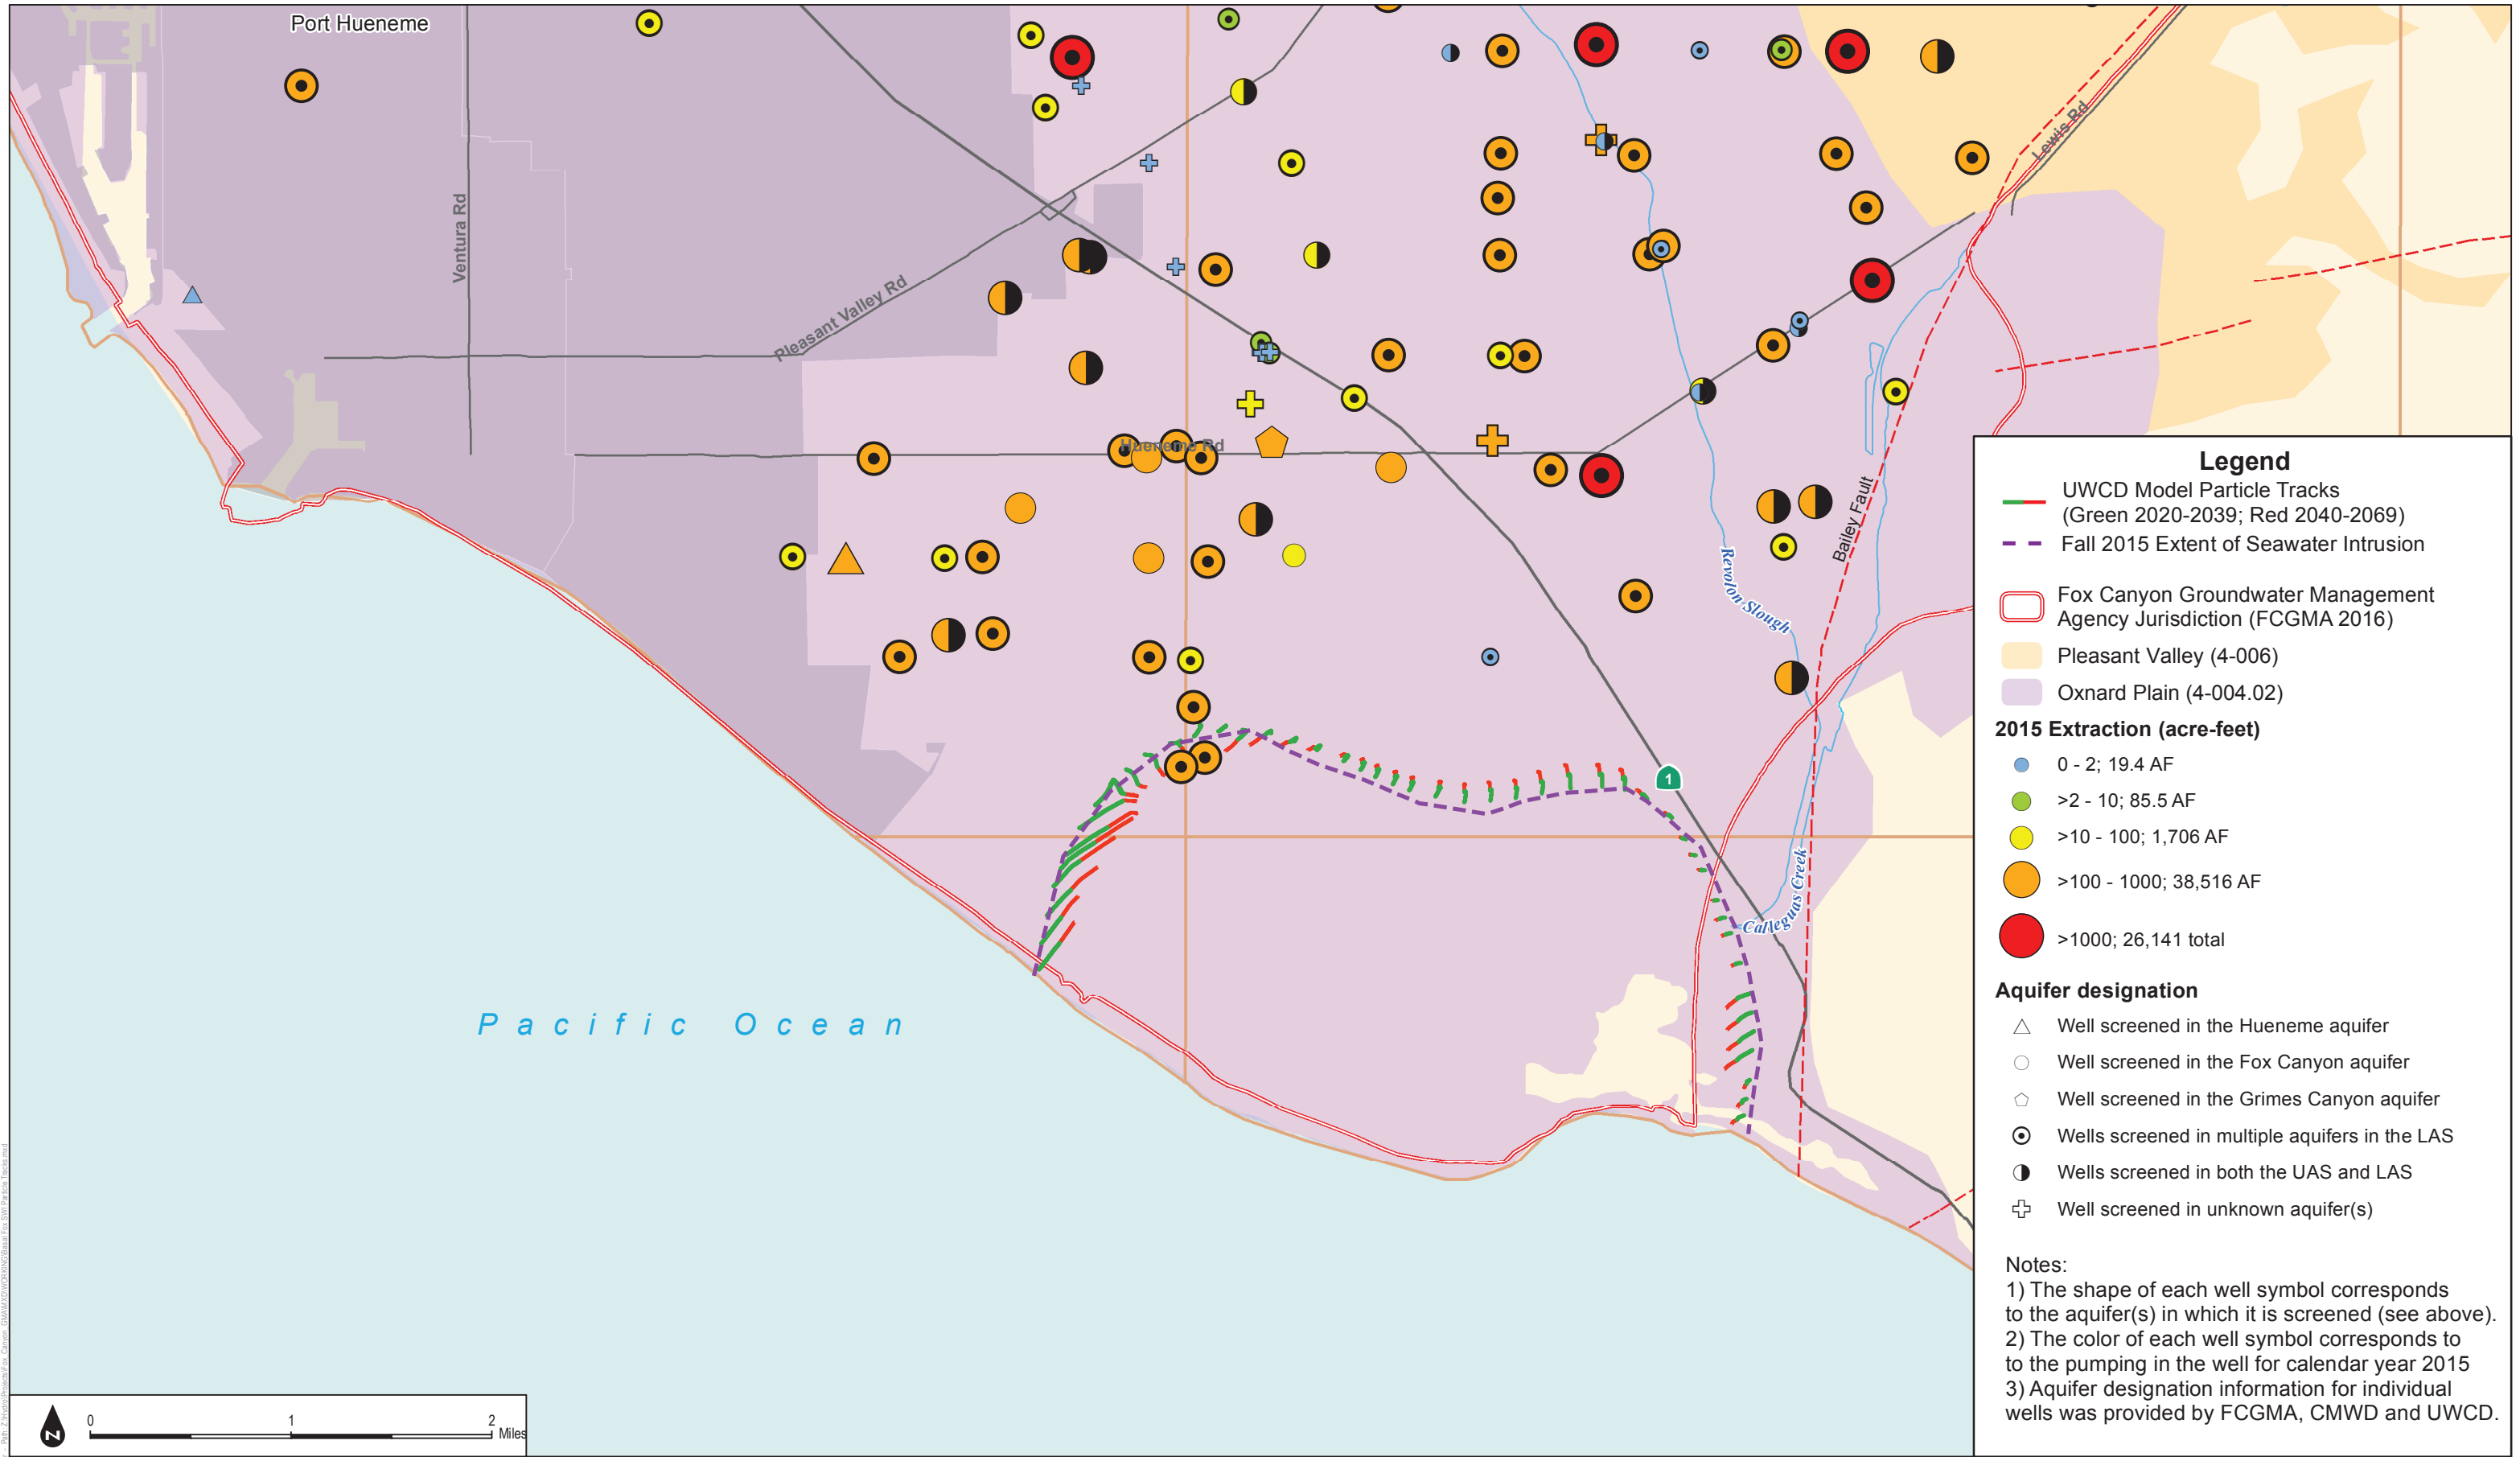 Port Hueneme
Ventura Rd
Pleasant Valley Rd
Lewis Rd
Hueneme Rd
Revolon Slough
Bailey Fault
1
Calleguas Creek
Pacific Ocean
0 1 2 Miles
N
Legend
UWCD Model Particle Tracks
(Green 2020-2039; Red 2040-2069)
Fall 2015 Extent of Seawater Intrusion
Fox Canyon Groundwater Management
Agency Jurisdiction (FCGMA 2016)
Pleasant Valley (4-006)
Oxnard Plain (4-004.02)
2015 Extraction (acre-feet)
0 - 2; 19.4 AF
>2 - 10; 85.5 AF
>10 - 100; 1,706 AF
>100 - 1000; 38,516 AF
>1000; 26,141 total
Aquifer designation
Well screened in the Hueneme aquifer
Well screened in the Fox Canyon aquifer
Well screened in the Grimes Canyon aquifer
Wells screened in multiple aquifers in the LAS
Wells screened in both the UAS and LAS
Well screened in unknown aquifer(s)
Notes:
1) The shape of each well symbol corresponds
to the aquifer(s) in which it is screened (see above).
2) The color of each well symbol corresponds to
to the pumping in the well for calendar year 2015
3) Aquifer designation information for individual
wells was provided by FCGMA, CMWD and UWCD.